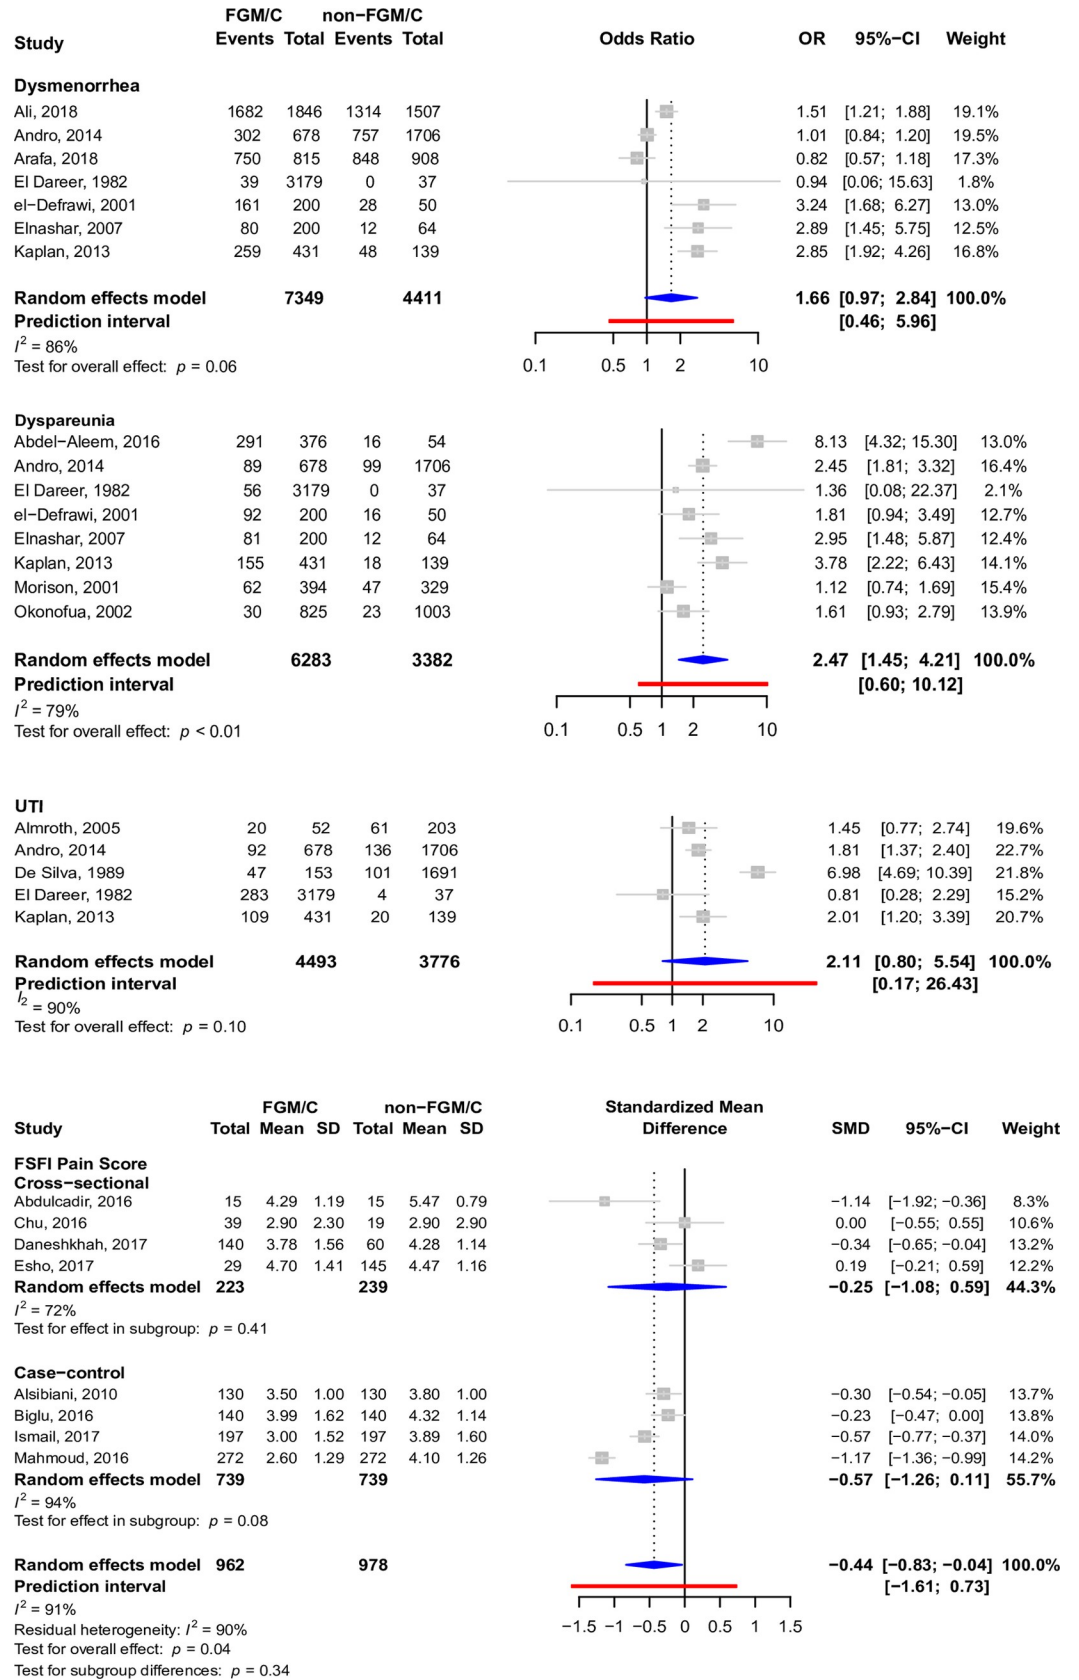 FGM/C non−FGM/C
Study Events Total Events Total Odds Ratio OR 95%−CI Weight
Dysmenorrhea
Ali, 2018 1682 1846 1314 1507 1.51 [1.21; 1.88] 19.1%
Andro, 2014 302 678 757 1706 1.01 [0.84; 1.20] 19.5%
Arafa, 2018 750 815 848 908 0.82 [0.57; 1.18] 17.3%
El Dareer, 1982 39 3179 0 37 0.94 [0.06; 15.63] 1.8%
el−Defrawi, 2001 161 200 28 50 3.24 [1.68; 6.27] 13.0%
Elnashar, 2007 80 200 12 64 2.89 [1.45; 5.75] 12.5%
Kaplan, 2013 259 431 48 139 2.85 [1.92; 4.26] 16.8%
Random effects model 7349 4411 1.66 [0.97; 2.84] 100.0%
Prediction interval [0.46; 5.96]
I² = 86%
Test for overall effect: p = 0.06
0.1 0.5 1 2 10
Dyspareunia
Abdel−Aleem, 2016 291 376 16 54 8.13 [4.32; 15.30] 13.0%
Andro, 2014 89 678 99 1706 2.45 [1.81; 3.32] 16.4%
El Dareer, 1982 56 3179 0 37 1.36 [0.08; 22.37] 2.1%
el−Defrawi, 2001 92 200 16 50 1.81 [0.94; 3.49] 12.7%
Elnashar, 2007 81 200 12 64 2.95 [1.48; 5.87] 12.4%
Kaplan, 2013 155 431 18 139 3.78 [2.22; 6.43] 14.1%
Morison, 2001 62 394 47 329 1.12 [0.74; 1.69] 15.4%
Okonofua, 2002 30 825 23 1003 1.61 [0.93; 2.79] 13.9%
Random effects model 6283 3382 2.47 [1.45; 4.21] 100.0%
Prediction interval [0.60; 10.12]
I² = 79%
Test for overall effect: p < 0.01
0.1 0.5 1 2 10
UTI
Almroth, 2005 20 52 61 203 1.45 [0.77; 2.74] 19.6%
Andro, 2014 92 678 136 1706 1.81 [1.37; 2.40] 22.7%
De Silva, 1989 47 153 101 1691 6.98 [4.69; 10.39] 21.8%
El Dareer, 1982 283 3179 4 37 0.81 [0.28; 2.29] 15.2%
Kaplan, 2013 109 431 20 139 2.01 [1.20; 3.39] 20.7%
Random effects model 4493 3776 2.11 [0.80; 5.54] 100.0%
Prediction interval [0.17; 26.43]
I₂ = 90%
Test for overall effect: p = 0.10
0.1 0.5 1 2 10
FGM/C non−FGM/C Standardized Mean
Study Total Mean SD Total Mean SD Difference SMD 95%−CI Weight
FSFI Pain Score
Cross−sectional
Abdulcadir, 2016 15 4.29 1.19 15 5.47 0.79 −1.14 [−1.92; −0.36] 8.3%
Chu, 2016 39 2.90 2.30 19 2.90 2.90 0.00 [−0.55; 0.55] 10.6%
Daneshkhah, 2017 140 3.78 1.56 60 4.28 1.14 −0.34 [−0.65; −0.04] 13.2%
Esho, 2017 29 4.70 1.41 145 4.47 1.16 0.19 [−0.21; 0.59] 12.2%
Random effects model 223 239 −0.25 [−1.08; 0.59] 44.3%
I² = 72%
Test for effect in subgroup: p = 0.41
Case−control
Alsibiani, 2010 130 3.50 1.00 130 3.80 1.00 −0.30 [−0.54; −0.05] 13.7%
Biglu, 2016 140 3.99 1.62 140 4.32 1.14 −0.23 [−0.47; 0.00] 13.8%
Ismail, 2017 197 3.00 1.52 197 3.89 1.60 −0.57 [−0.77; −0.37] 14.0%
Mahmoud, 2016 272 2.60 1.29 272 4.10 1.26 −1.17 [−1.36; −0.99] 14.2%
Random effects model 739 739 −0.57 [−1.26; 0.11] 55.7%
I² = 94%
Test for effect in subgroup: p = 0.08
Random effects model 962 978 −0.44 [−0.83; −0.04] 100.0%
Prediction interval [−1.61; 0.73]
I² = 91%
Residual heterogeneity: I² = 90% −1.5 −1 −0.5 0 0.5 1 1.5
Test for overall effect: p = 0.04
Test for subgroup differences: p = 0.34